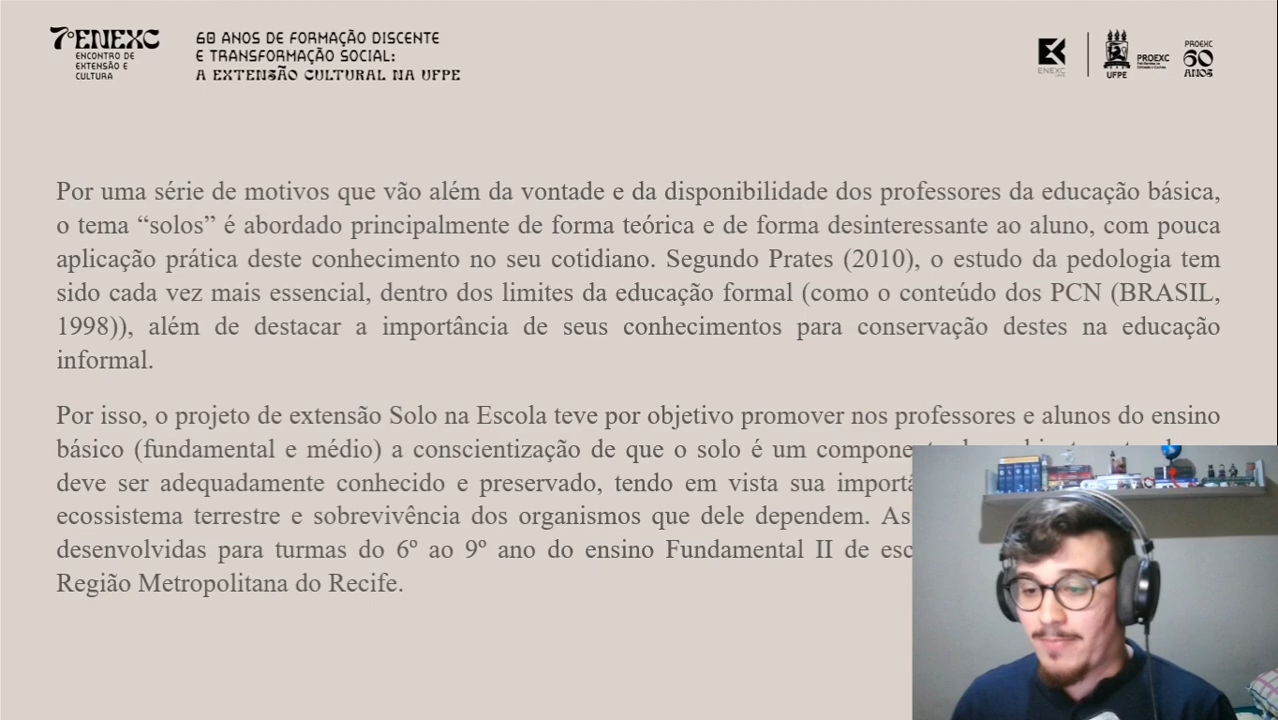 7ºENEXC
ENCONTRO DE
EXTENSÃO E
CULTURA
60 ANOS DE FORMAÇÃO DISCENTE
E TRANSFORMAÇÃO SOCIAL:
A EXTENSÃO CULTURAL NA UFPE
ENEXC
UFPE
PROEXC
PROEXC
60
ANOS
Por uma série de motivos que vão além da vontade e da disponibilidade dos professores da educação básica,
o tema “solos” é abordado principalmente de forma teórica e de forma desinteressante ao aluno, com pouca
aplicação prática deste conhecimento no seu cotidiano. Segundo Prates (2010), o estudo da pedologia tem
sido cada vez mais essencial, dentro dos limites da educação formal (como o conteúdo dos PCN (BRASIL,
1998)), além de destacar a importância de seus conhecimentos para conservação destes na educação
informal.
Por isso, o projeto de extensão Solo na Escola teve por objetivo promover nos professores e alunos do ensino
básico (fundamental e médio) a conscientização de que o solo é um compone
deve ser adequadamente conhecido e preservado, tendo em vista sua import
ecossistema terrestre e sobrevivência dos organismos que dele dependem. As
desenvolvidas para turmas do 6º ao 9º ano do ensino Fundamental II de esc
Região Metropolitana do Recife.